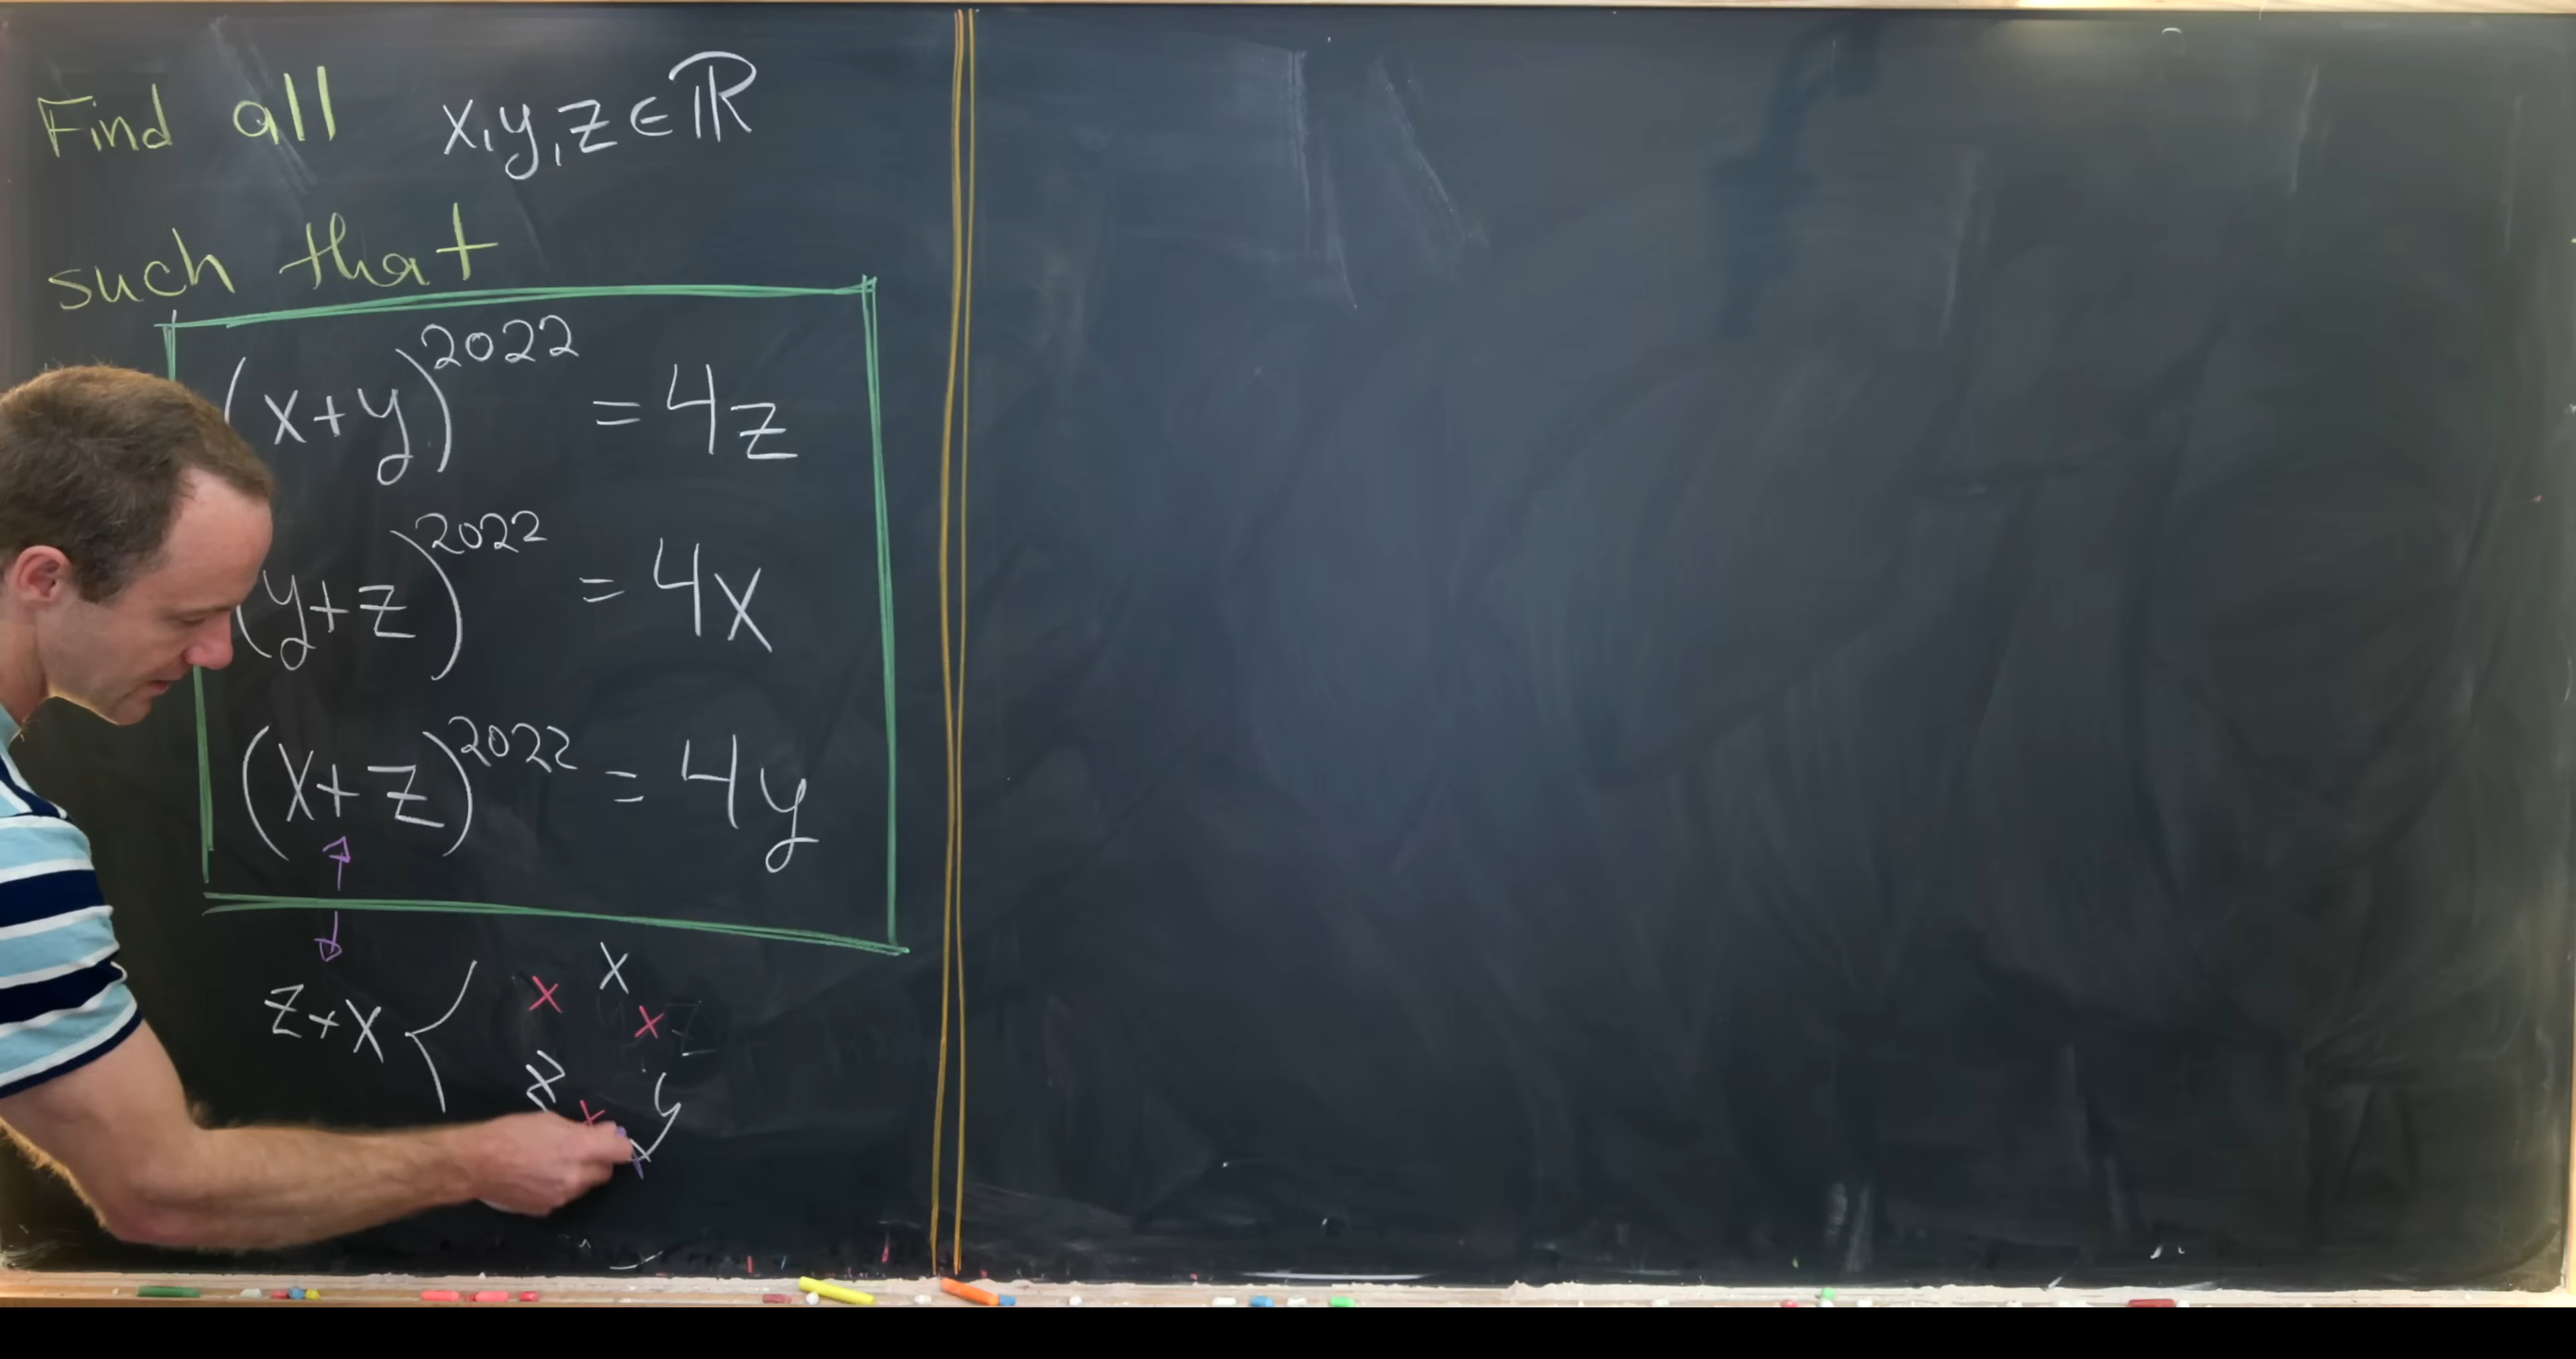 Find all x,y,z∈ℝ
such that
(x+y)^2022 = 4z
(y+z)^2022 = 4x
(x+z)^2022 = 4y
z+x
x
z y